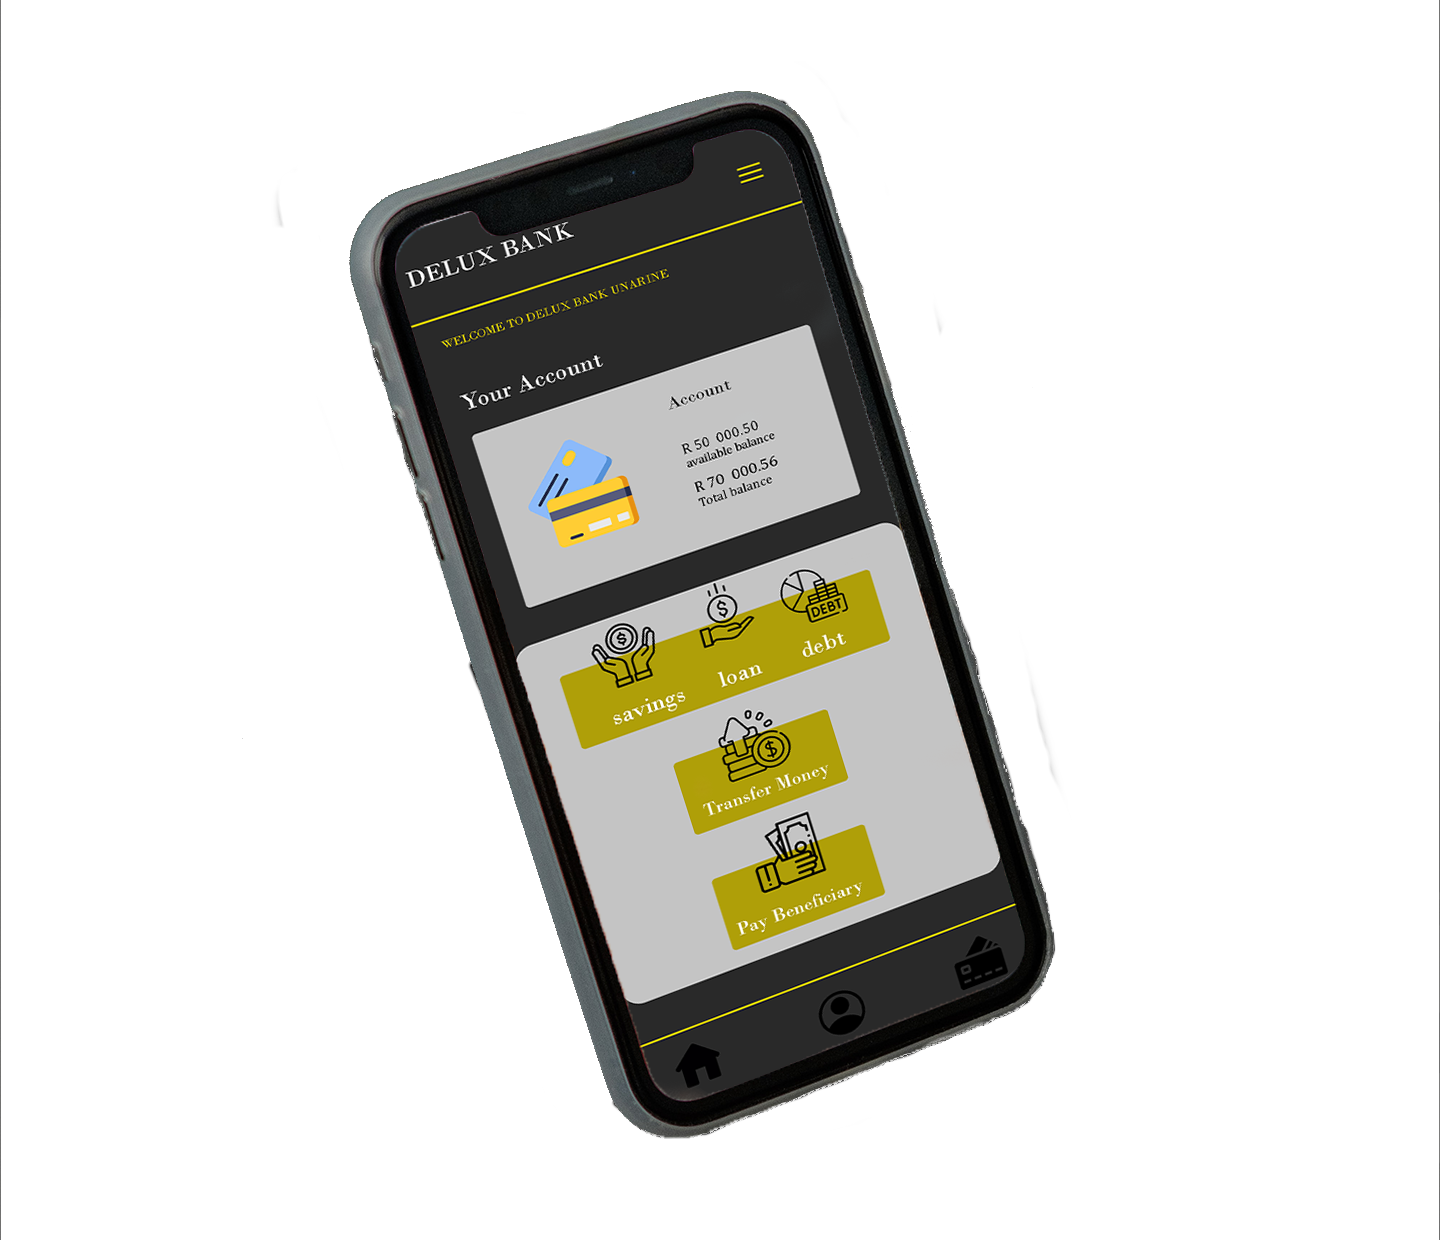 DELUX BANK
WELCOME TO DELUX BANK UNARINE
Your Account
Account
R 50 000.50
available balance
R 70 000.56
Total balance
$
$
DEBT
savings
loan
debt
$
Transfer Money
Pay Beneficiary